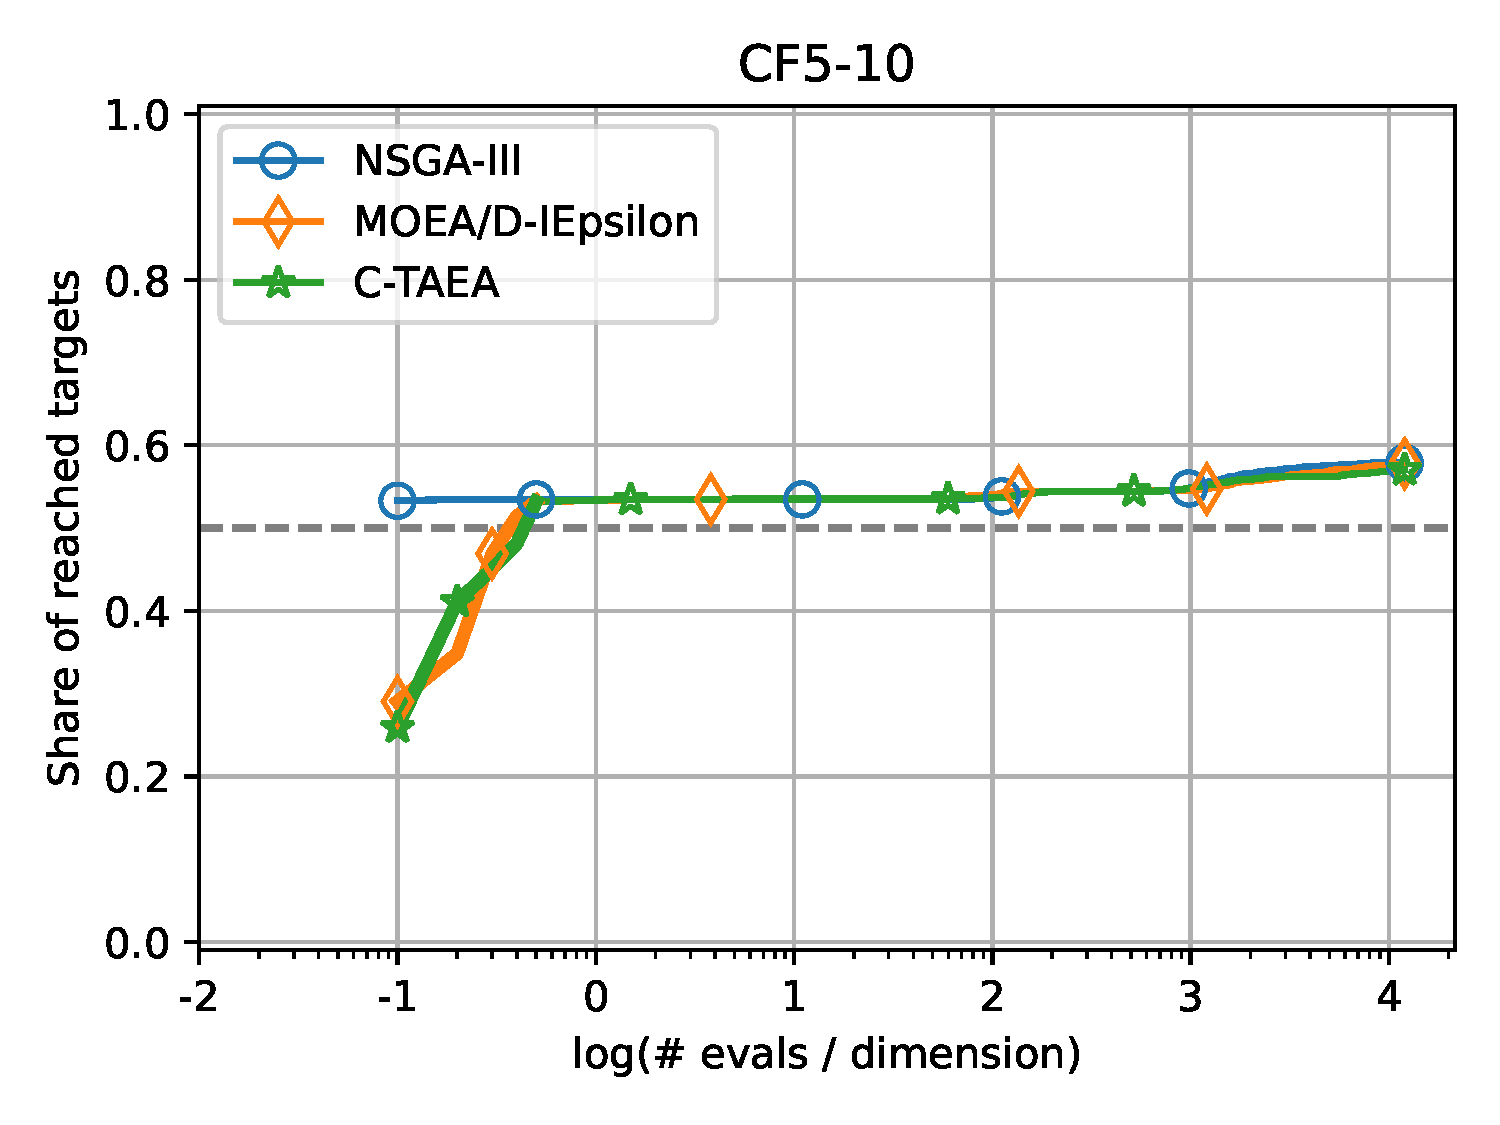 CF5-10
1.0
0.8
0.6
0.4
0.2
0.0
Share of reached targets
NSGA-III
MOEA/D-IEpsilon
C-TAEA
-2 -1 0 1 2 3 4
log(# evals / dimension)